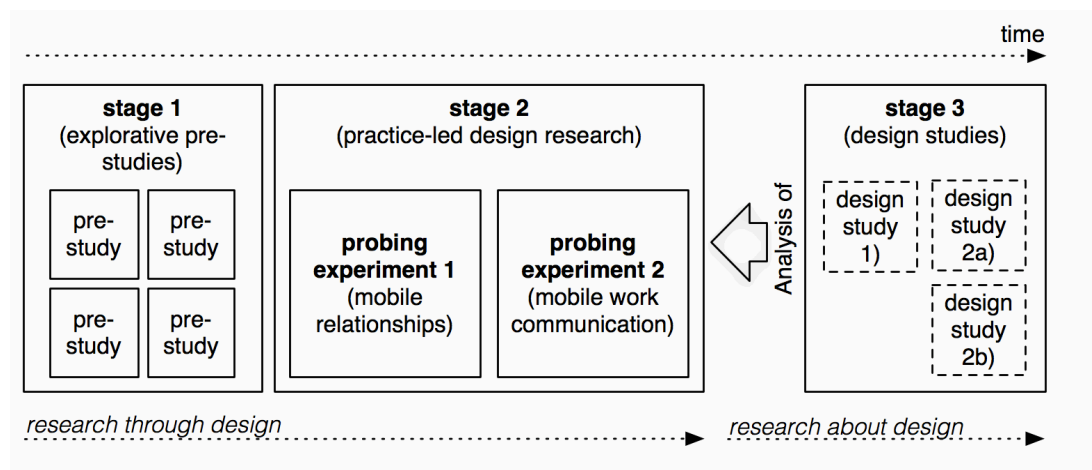 time
stage 1
(explorative pre-
studies)
pre-
study
pre-
study
pre-
study
pre-
study
stage 2
(practice-led design research)
probing
experiment 1
(mobile
relationships)
probing
experiment 2
(mobile work
communication)
Analysis of
stage 3
(design studies)
design
study
1)
design
study
2a)
design
study
2b)
research through design
research about design